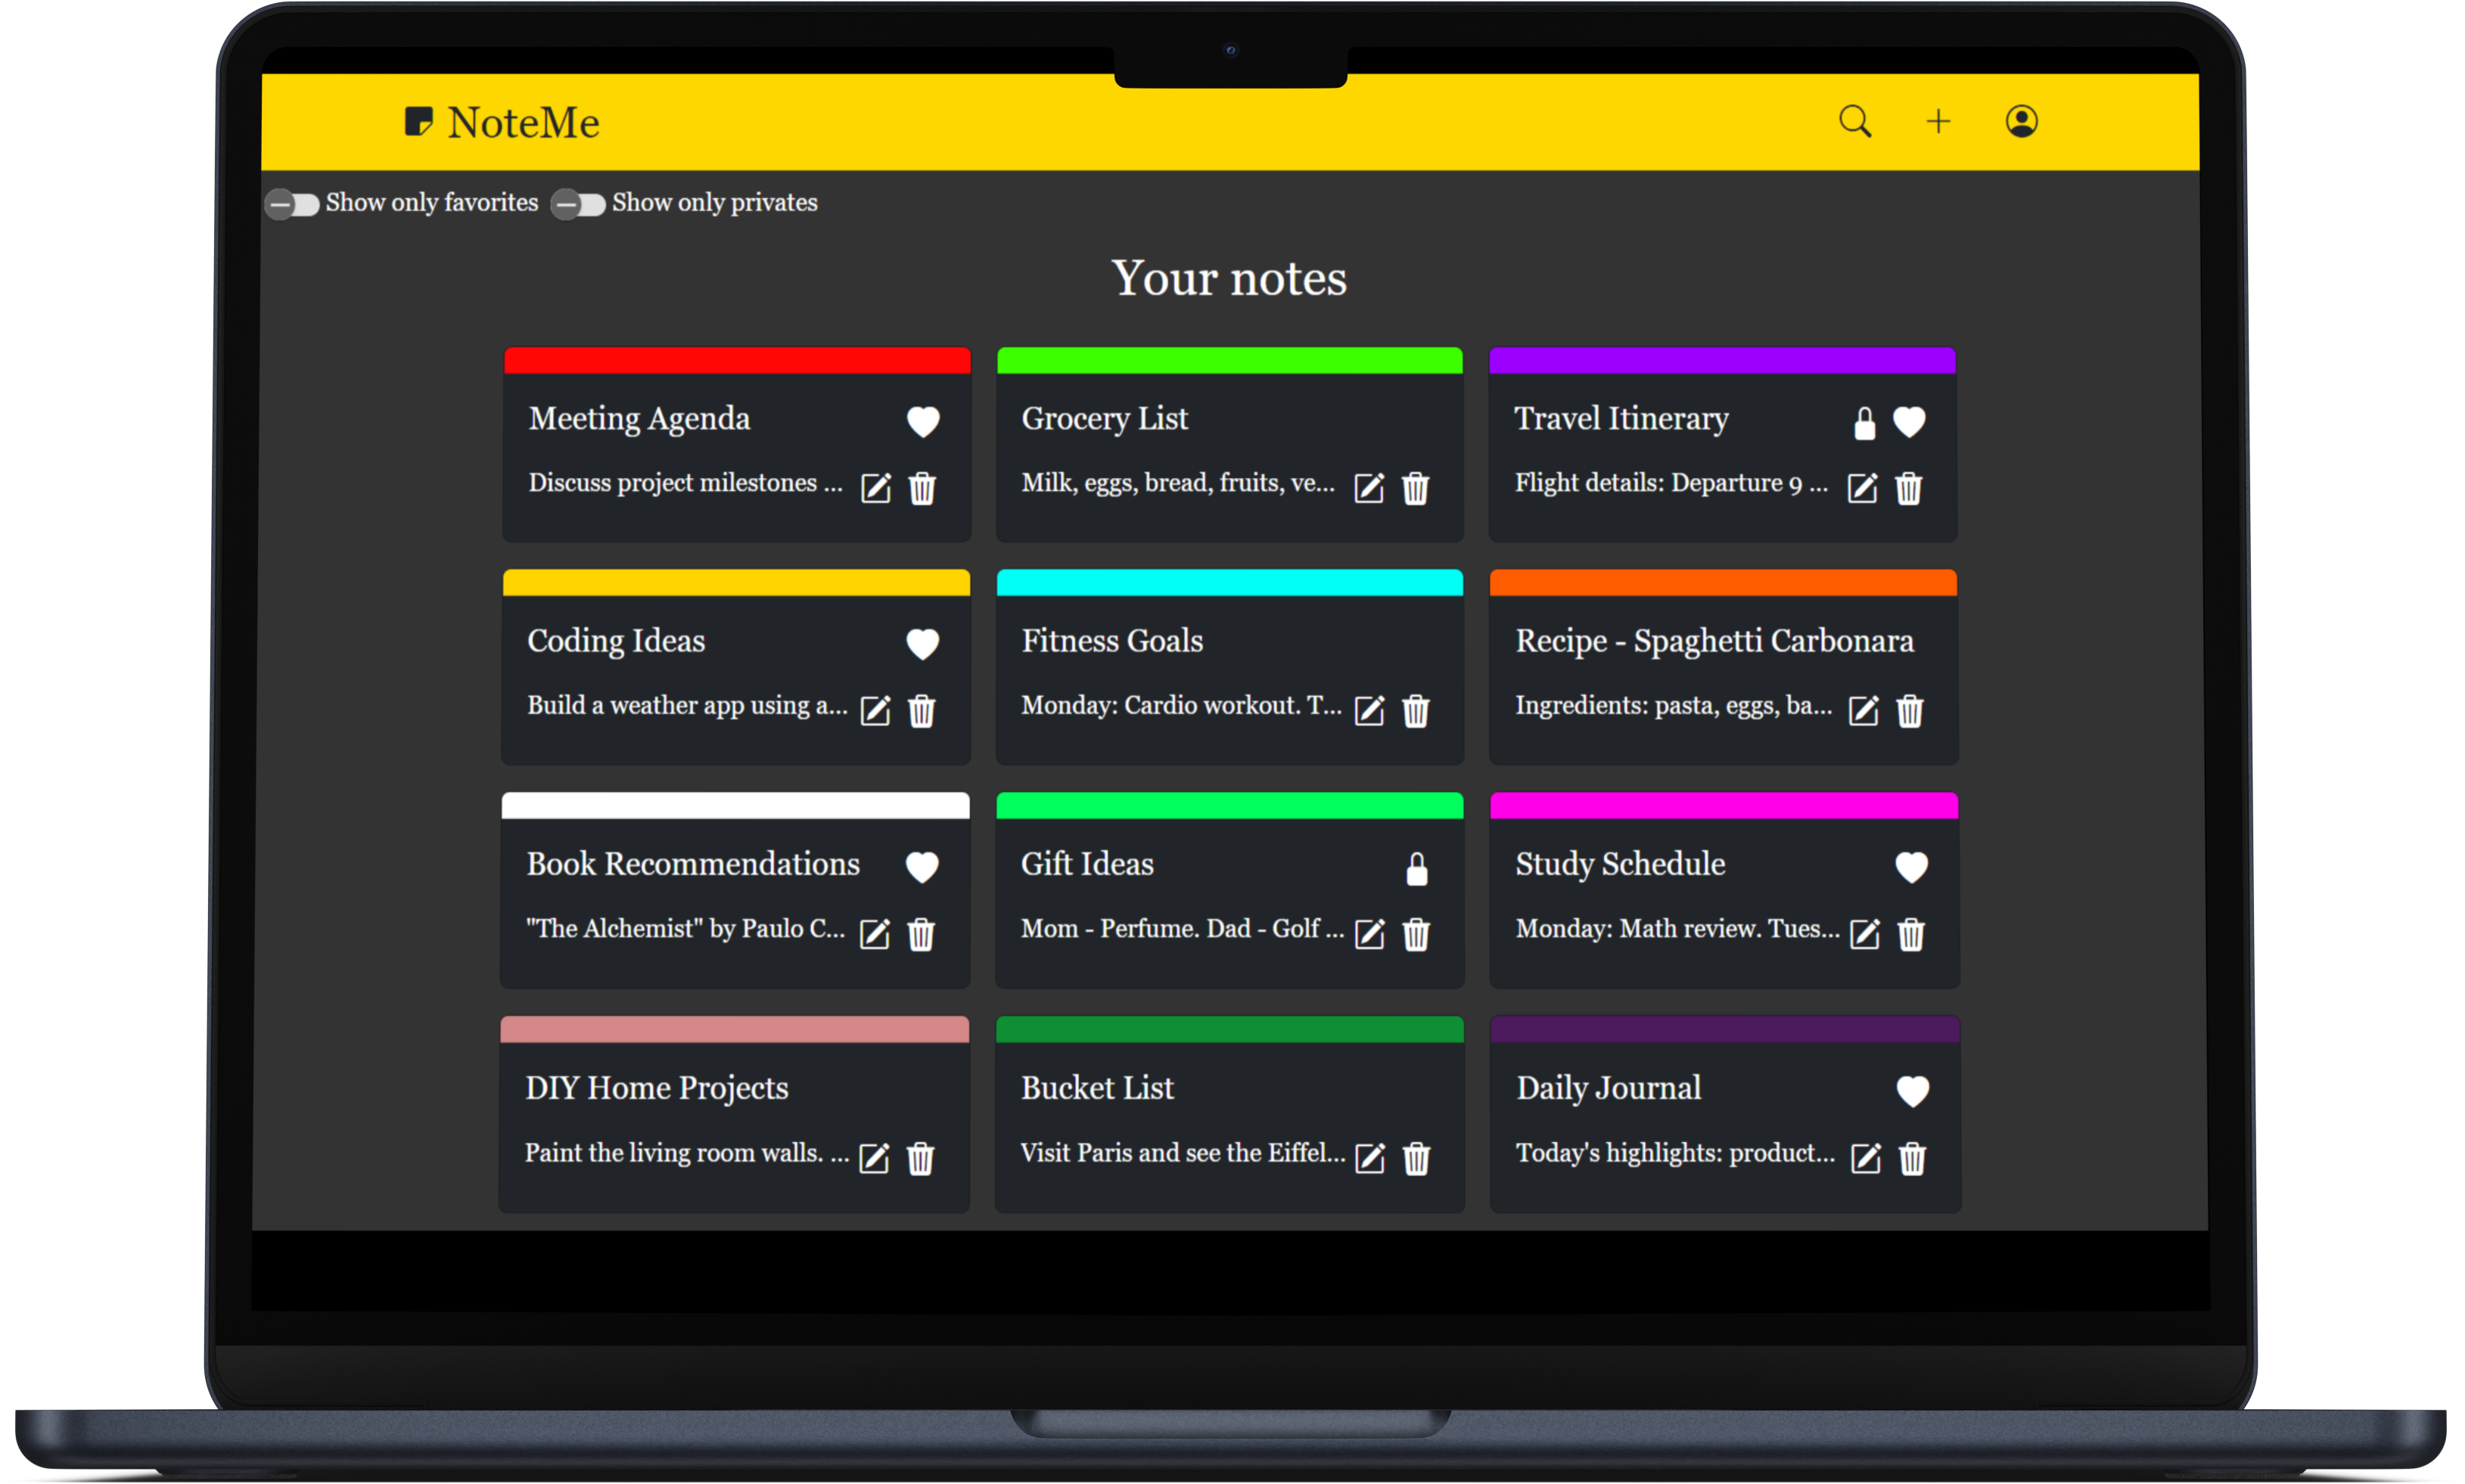 NoteMe
Show only favorites Show only privates
Your notes
Meeting Agenda
Discuss project milestones ...
Grocery List
Milk, eggs, bread, fruits, ve...
Travel Itinerary
Flight details: Departure 9 ...
Coding Ideas
Build a weather app using a...
Fitness Goals
Monday: Cardio workout. T...
Recipe - Spaghetti Carbonara
Ingredients: pasta, eggs, ba...
Book Recommendations
"The Alchemist" by Paulo C...
Gift Ideas
Mom - Perfume. Dad - Golf ...
Study Schedule
Monday: Math review. Tues...
DIY Home Projects
Paint the living room walls. ...
Bucket List
Visit Paris and see the Eiffel...
Daily Journal
Today's highlights: product...